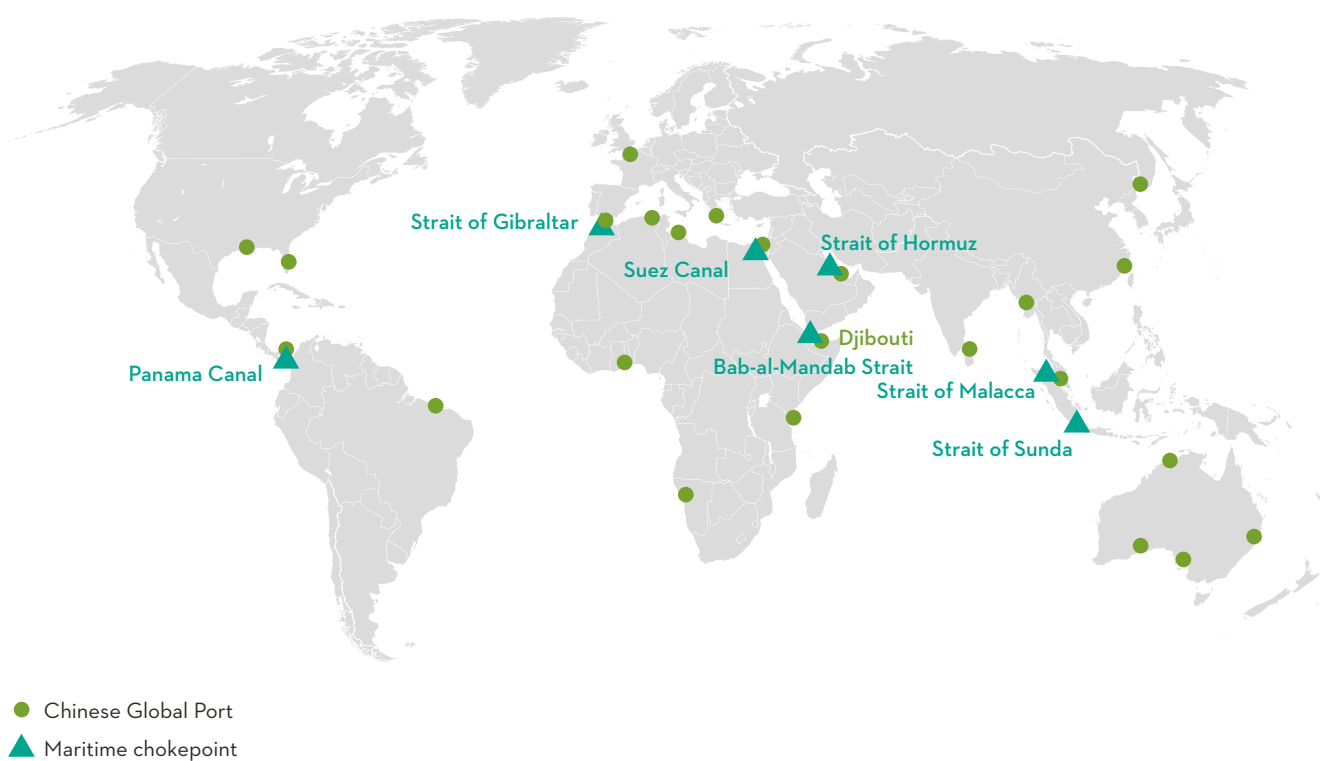 Strait of Gibraltar
Strait of Hormuz
Suez Canal
Djibouti
Bab-al-Mandab Strait
Panama Canal
Strait of Malacca
Strait of Sunda
Chinese Global Port
Maritime chokepoint